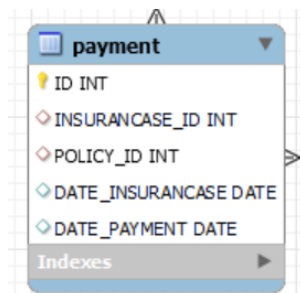 payment
ID INT
INSURANCASE_ID INT
POLICY_ID INT
DATE_INSURANCASE DATE
DATE_PAYMENT DATE
Indexes